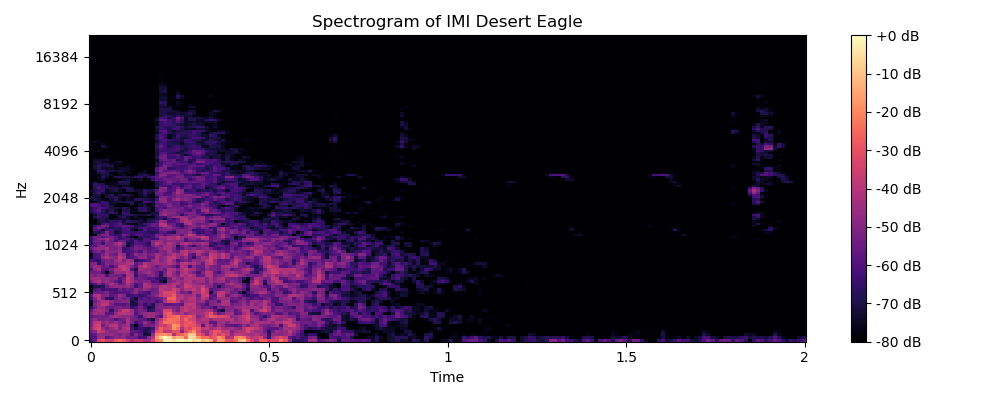 Spectrogram of IMI Desert Eagle
16384
8192
4096
2048
1024
512
0
Hz
0
0.5
1
1.5
2
Time
+0 dB
-10 dB
-20 dB
-30 dB
-40 dB
-50 dB
-60 dB
-70 dB
-80 dB